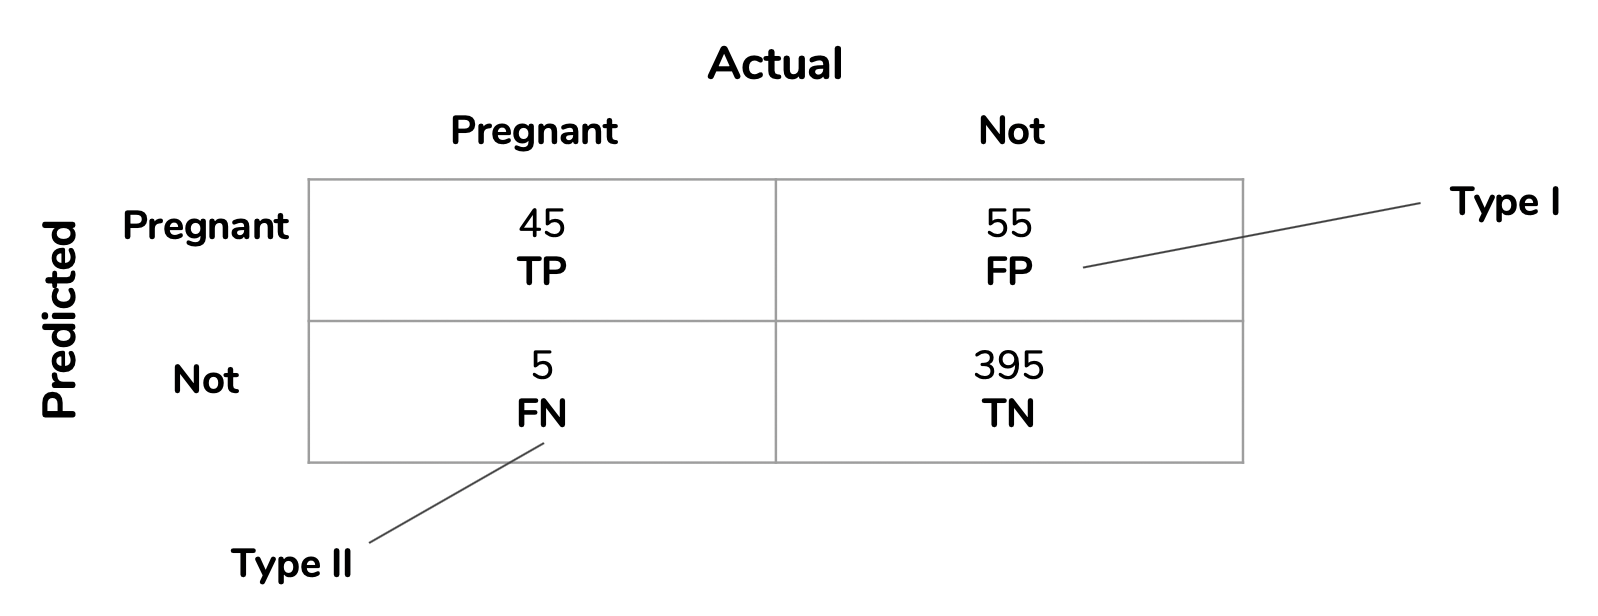 Actual
Pregnant Not
Predicted
Pregnant 45 55
TP FP
Type I
Not 5 395
FN TN
Type II